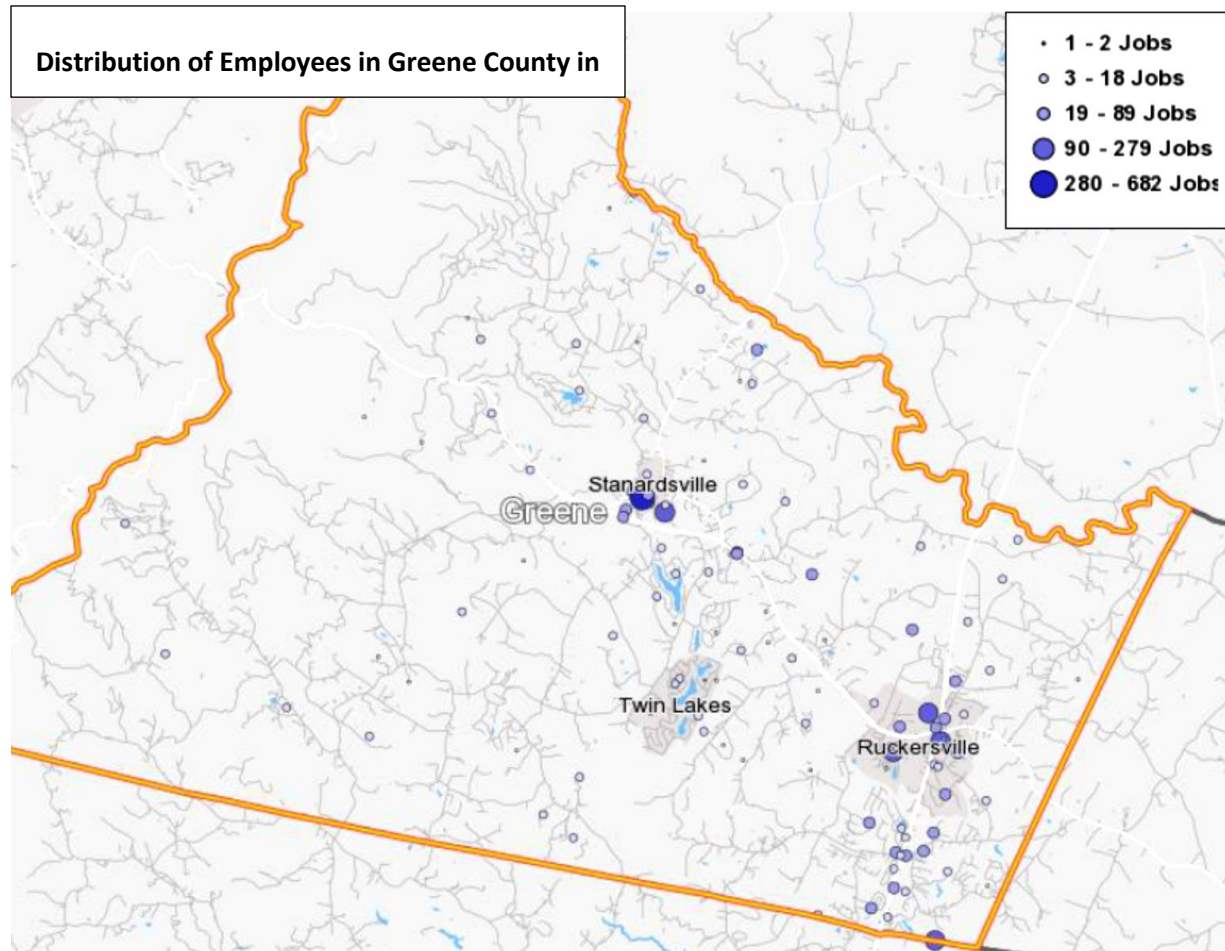 Distribution of Employees in Greene County in
1 - 2 Jobs
3 - 18 Jobs
19 - 89 Jobs
90 - 279 Jobs
280 - 682 Jobs
Stanardsville
Greene
Twin Lakes
Ruckersville